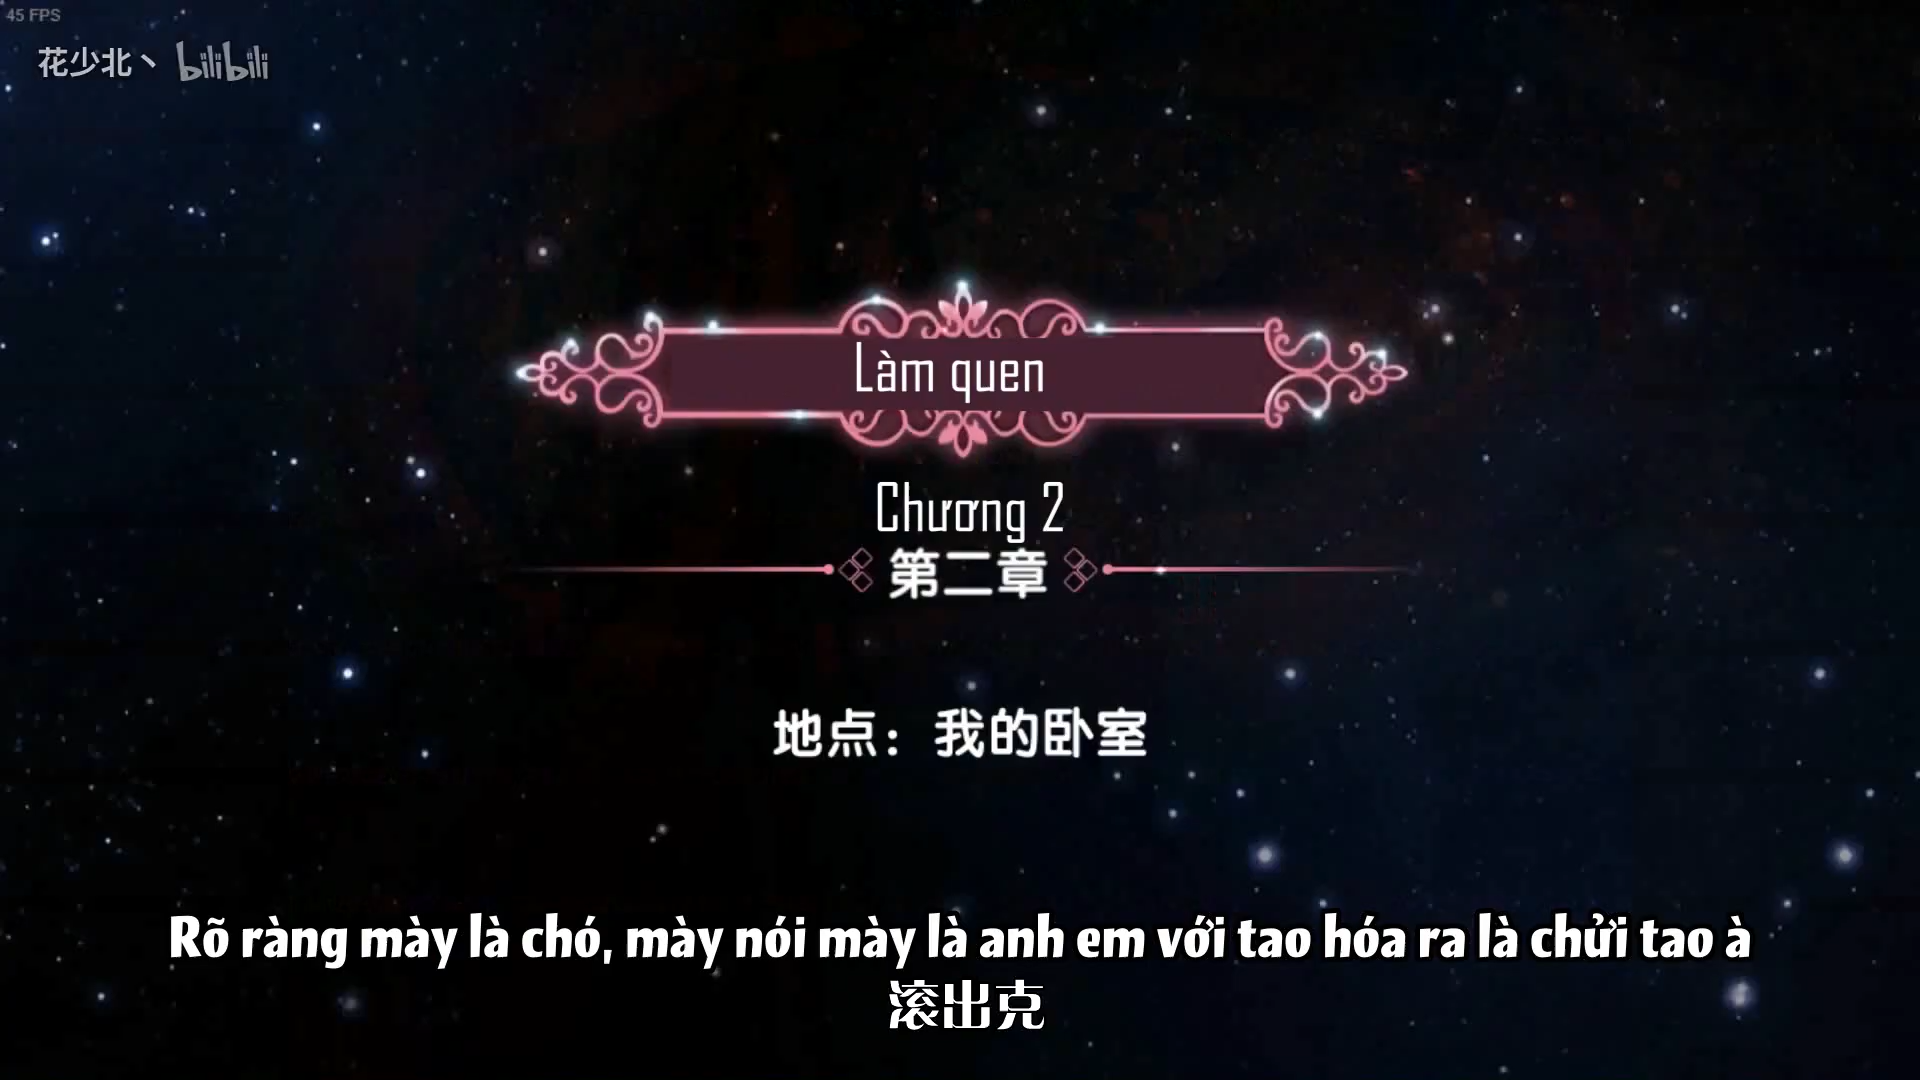 45 FPS
花少北丶 bilibili
Làm quen
Chương 2
第二章
地点：我的卧室
Rõ ràng mày là chó, mày nói mày là anh em với tao hóa ra là chửi tao à
滚出克